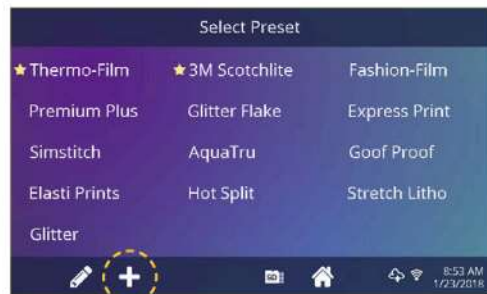 Select Preset
Thermo-Film 3M Scotchlite Fashion-Film
Premium Plus Glitter Flake Express Print
Simstitch AquaTru Goof Proof
Elasti Prints Hot Split Stretch Litho
Glitter
SD 8:53 AM
1/23/2018